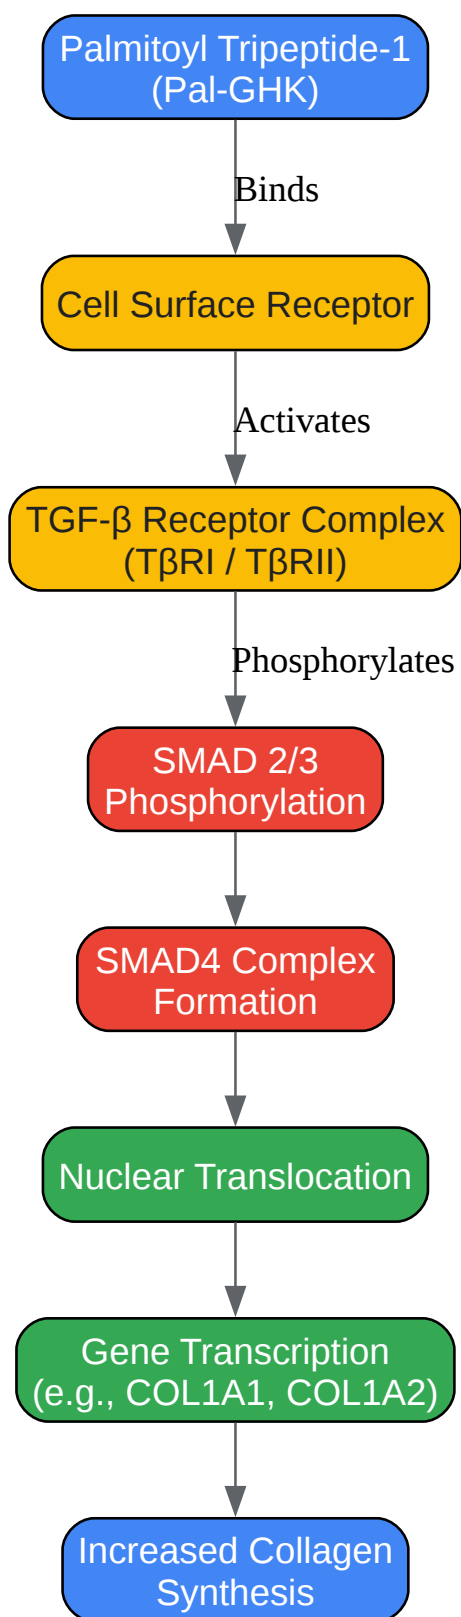 Palmitoyl Tripeptide-1
(Pal-GHK)
Binds
Cell Surface Receptor
Activates
TGF-β Receptor Complex
(TβRI / TβRII)
Phosphorylates
SMAD 2/3
Phosphorylation
SMAD4 Complex
Formation
Nuclear Translocation
Gene Transcription
(e.g., COL1A1, COL1A2)
Increased Collagen
Synthesis